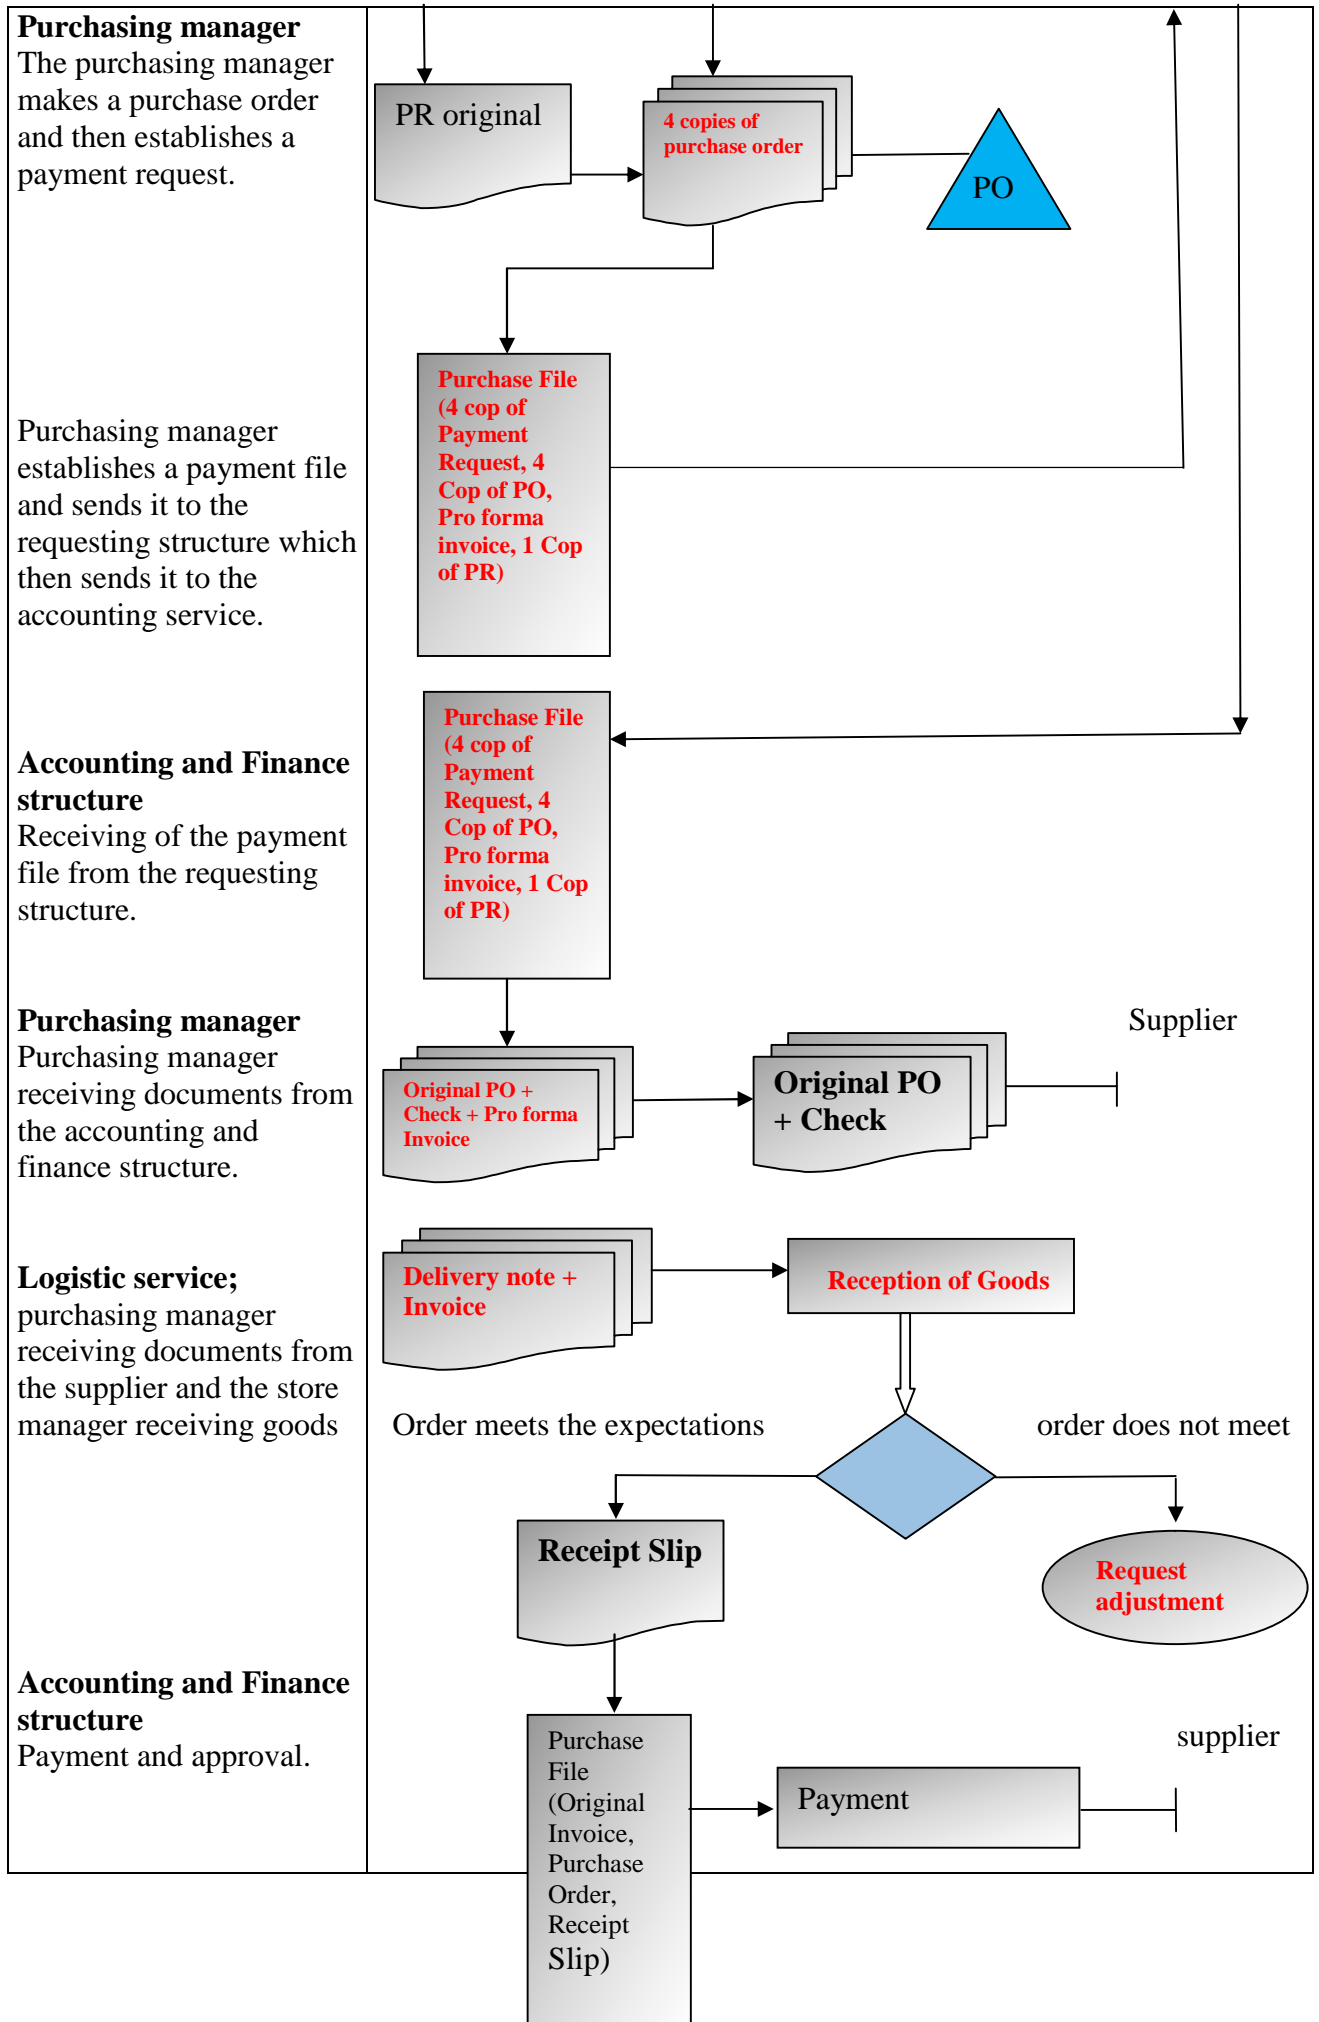 Purchasing manager
The purchasing manager
makes a purchase order
and then establishes a
payment request.
PR original
4 copies of
purchase order
PO
Purchasing manager
establishes a payment file
and sends it to the
requesting structure which
then sends it to the
accounting service.
Purchase File
(4 cop of
Payment
Request, 4
Cop of PO,
Pro forma
invoice, 1 Cop
of PR)
Accounting and Finance
structure
Receiving of the payment
file from the requesting
structure.
Purchase File
(4 cop of
Payment
Request, 4
Cop of PO,
Pro forma
invoice, 1 Cop
of PR)
Purchasing manager
Purchasing manager
receiving documents from
the accounting and
finance structure.
Original PO +
Check + Pro forma
Invoice
Original PO
+ Check
Supplier
Logistic service;
purchasing manager
receiving documents from
the supplier and the store
manager receiving goods
Delivery note +
Invoice
Reception of Goods
Order meets the expectations
order does not meet
Receipt Slip
Request
adjustment
Accounting and Finance
structure
Payment and approval.
Purchase
File
(Original
Invoice,
Purchase
Order,
Receipt
Slip)
Payment
supplier